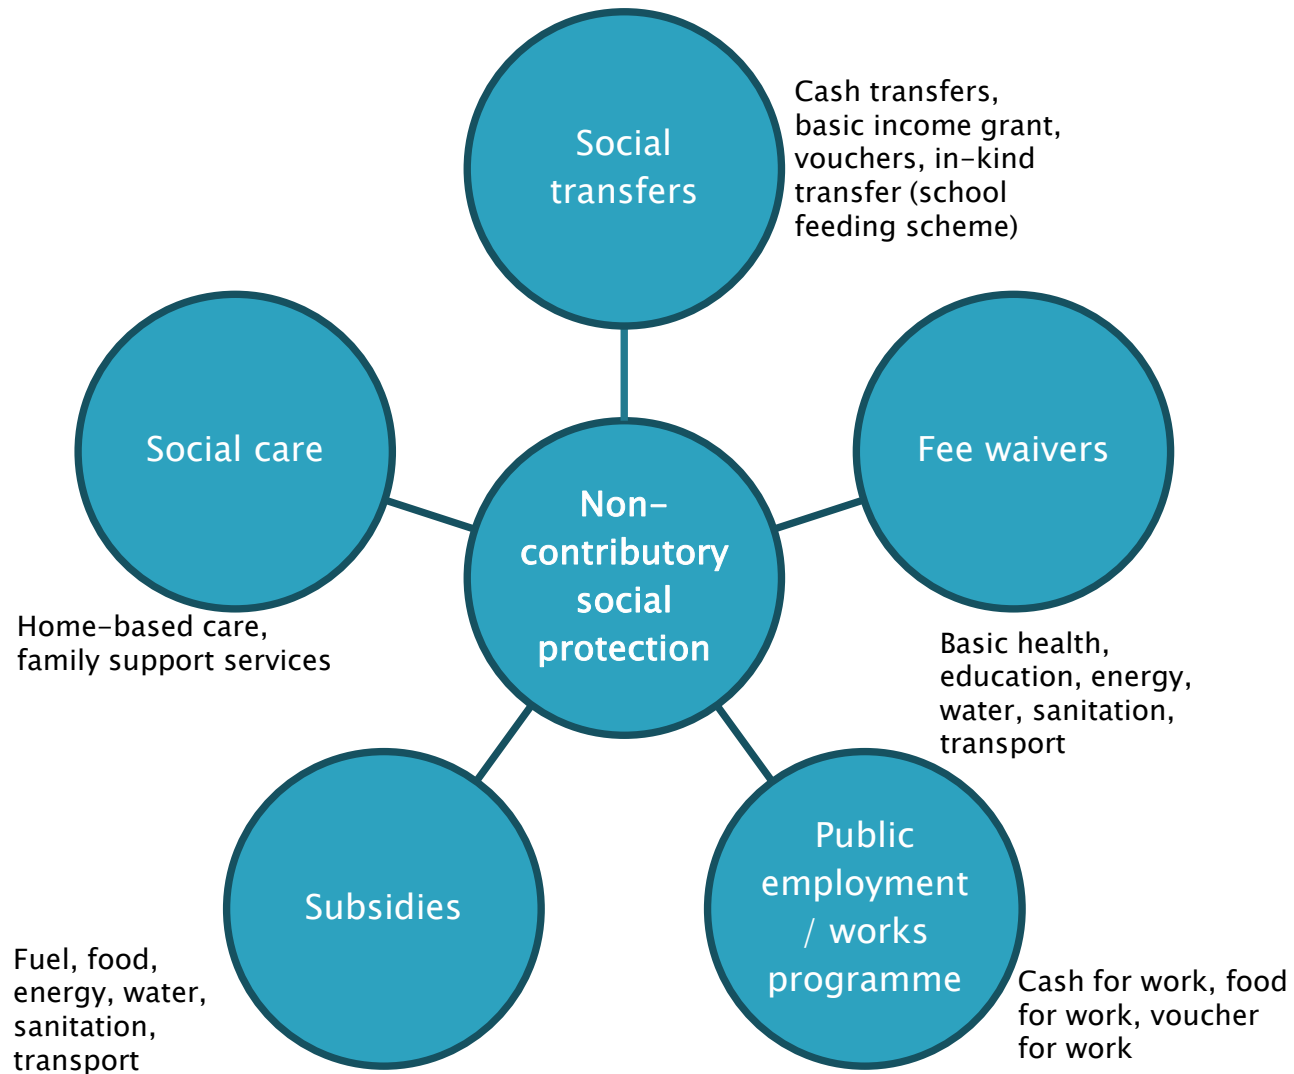 Social
transfers
Cash transfers,
basic income grant,
vouchers, in-kind
transfer (school
feeding scheme)
Social care
Home-based care,
family support services
Fee waivers
Basic health,
education, energy,
water, sanitation,
transport
Non-
contributory
social
protection
Subsidies
Fuel, food,
energy, water,
sanitation,
transport
Public
employment
/ works
programme
Cash for work, food
for work, voucher
for work